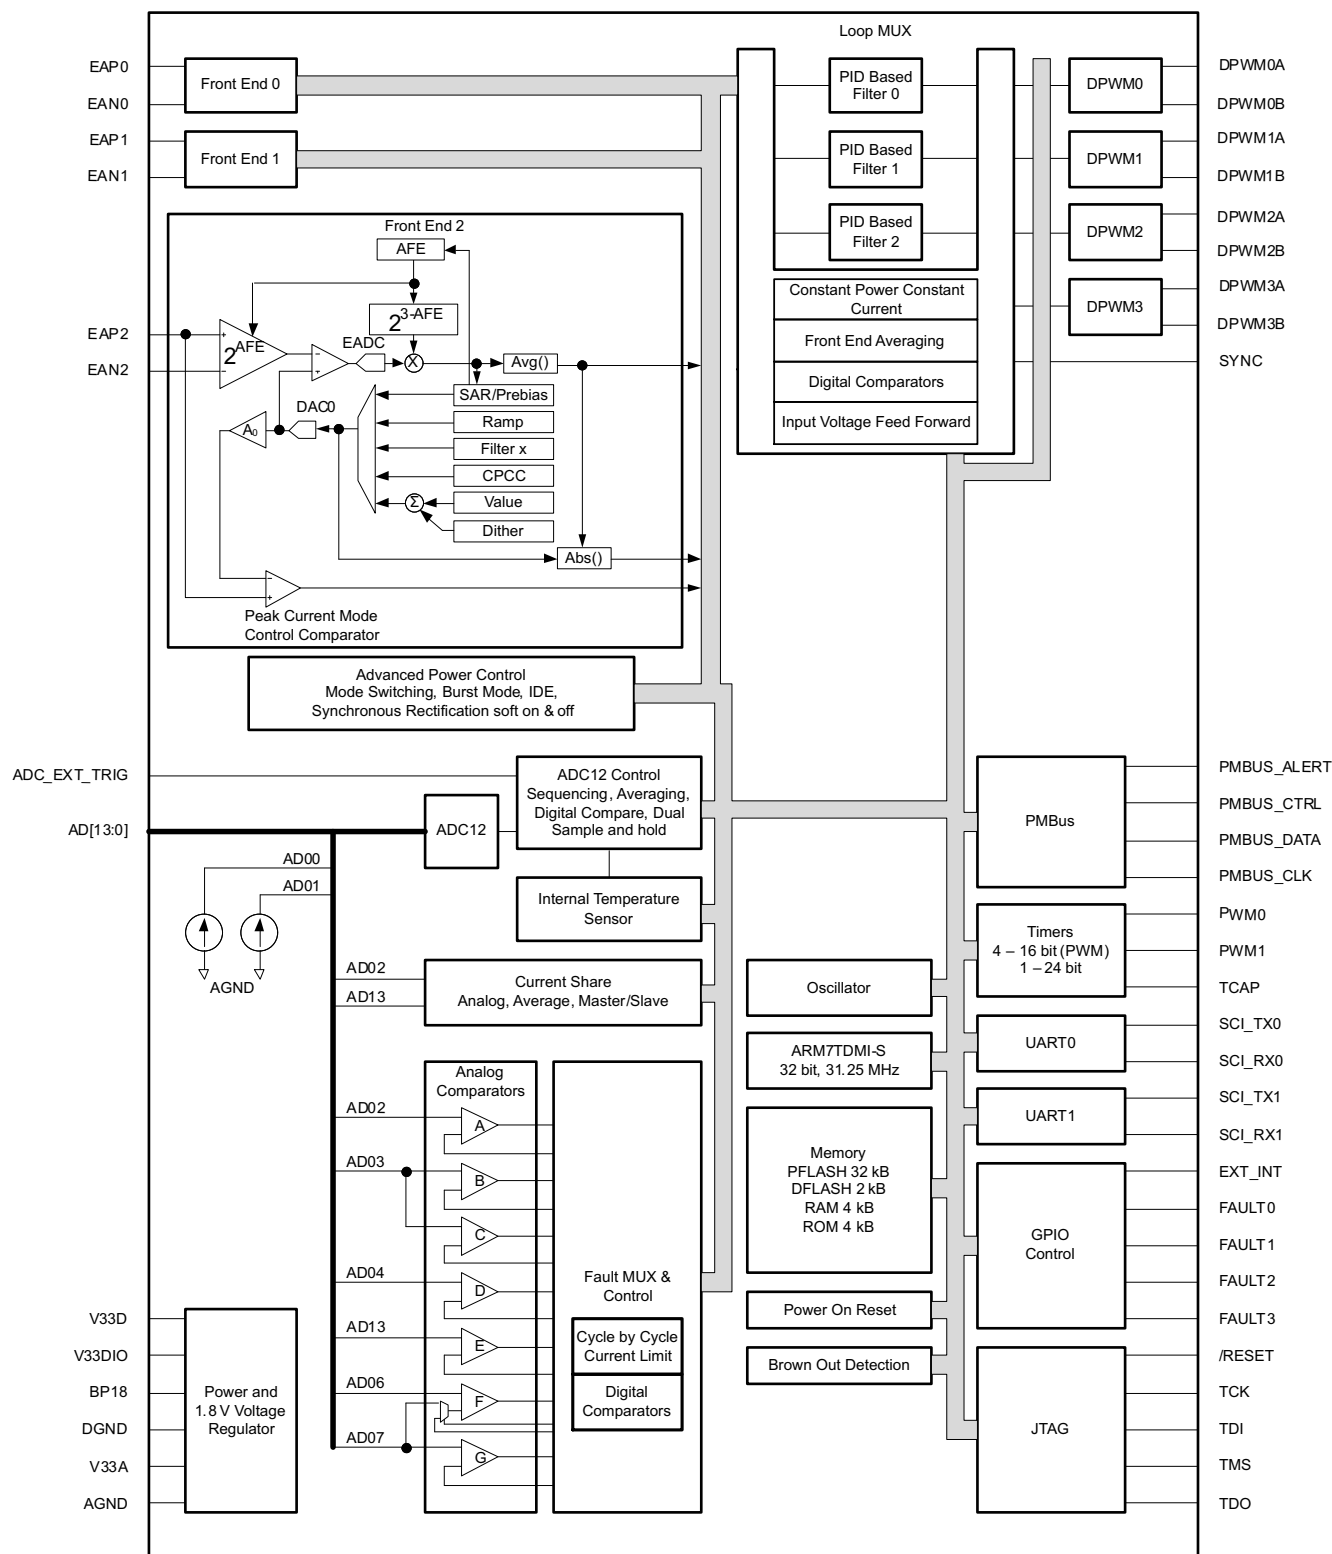 Loop MUX
EAP0
EAN0
EAP1
EAN1
EAP2
EAN2
Front End 0
Front End 1
Front End 2
AFE
2^3-AFE
2^AFE
+
−
−
+
EADC
X
Avg()
DAC0
A0
SAR/Prebias
Ramp
Filter x
CPCC
Value
Dither
Σ
Abs()
−
+
Peak Current Mode
Control Comparator
PID Based
Filter 0
PID Based
Filter 1
PID Based
Filter 2
Constant Power Constant
Current
Front End Averaging
Digital Comparators
Input Voltage Feed Forward
DPWM0
DPWM1
DPWM2
DPWM3
DPWM0A
DPWM0B
DPWM1A
DPWM1B
DPWM2A
DPWM2B
DPWM3A
DPWM3B
SYNC
Advanced Power Control
Mode Switching, Burst Mode, IDE,
Synchronous Rectification soft on & off
ADC_EXT_TRIG
AD[13:0]
ADC12
ADC12 Control
Sequencing, Averaging,
Digital Compare, Dual
Sample and hold
AD00
AD01
AGND
Internal Temperature
Sensor
AD02
AD13
Current Share
Analog, Average, Master/Slave
Analog
Comparators
AD02
A
AD03
B
C
AD04
D
AD13
E
AD06
F
AD07
G
Fault MUX &
Control
Cycle by Cycle
Current Limit
Digital
Comparators
V33D
V33DIO
BP18
DGND
V33A
AGND
Power and
1.8 V Voltage
Regulator
Oscillator
ARM7TDMI-S
32 bit, 31.25 MHz
Memory
PFLASH 32 kB
DFLASH 2 kB
RAM 4 kB
ROM 4 kB
Power On Reset
Brown Out Detection
PMBus
Timers
4 – 16 bit (PWM)
1 – 24 bit
UART0
UART1
GPIO
Control
JTAG
PMBUS_ALERT
PMBUS_CTRL
PMBUS_DATA
PMBUS_CLK
PWM0
PWM1
TCAP
SCI_TX0
SCI_RX0
SCI_TX1
SCI_RX1
EXT_INT
FAULT0
FAULT1
FAULT2
FAULT3
/RESET
TCK
TDI
TMS
TDO